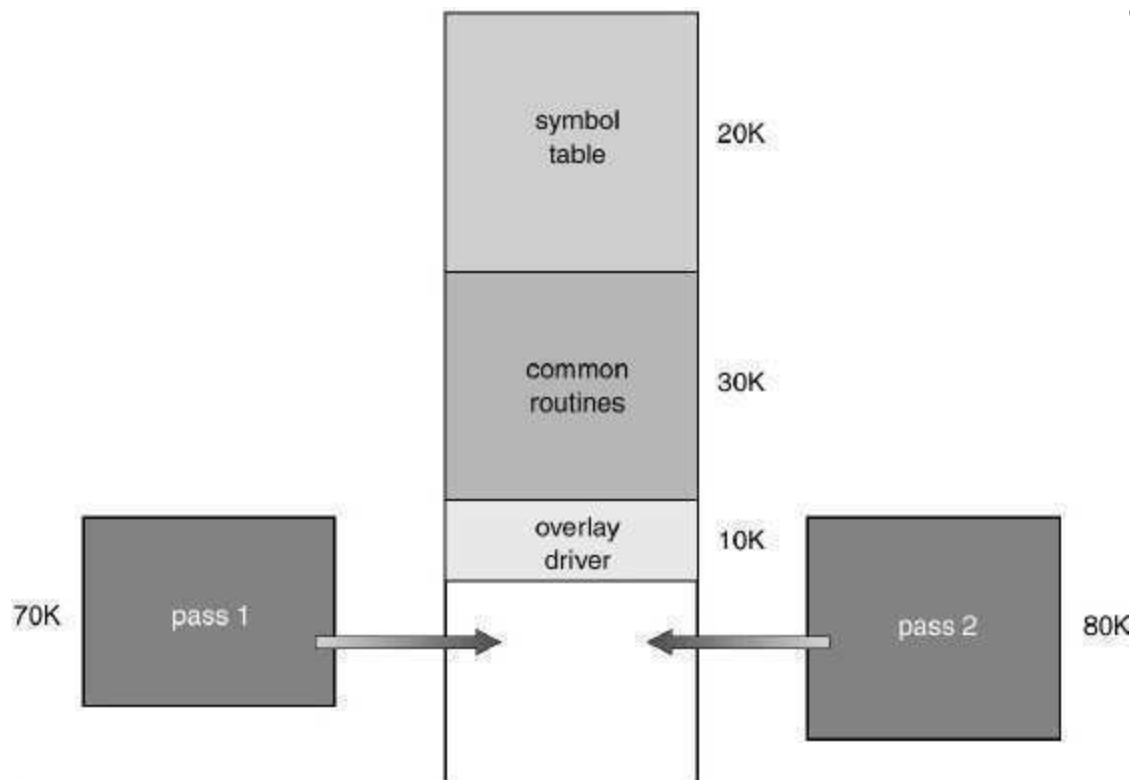 symbol
table
20K
common
routines
30K
overlay
driver
10K
70K
pass 1
pass 2
80K